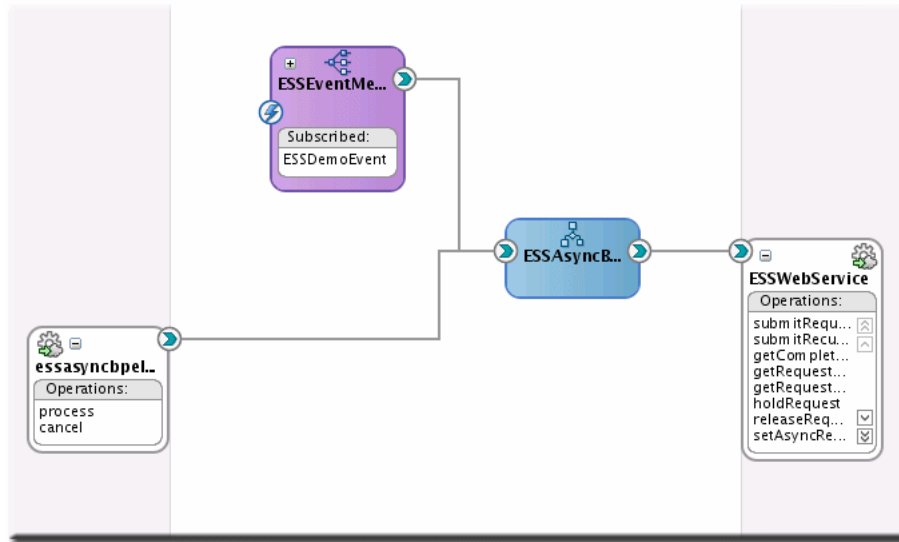 ESSEventMe...
Subscribed:
ESSDemoEvent
ESSAsyncB...
ESSWebService
Operations:
submitRequ...
submitRecu...
getComplet...
getRequest...
getRequest...
holdRequest
releaseReq...
setAsyncRe...
essasyncbpel...
Operations:
process
cancel